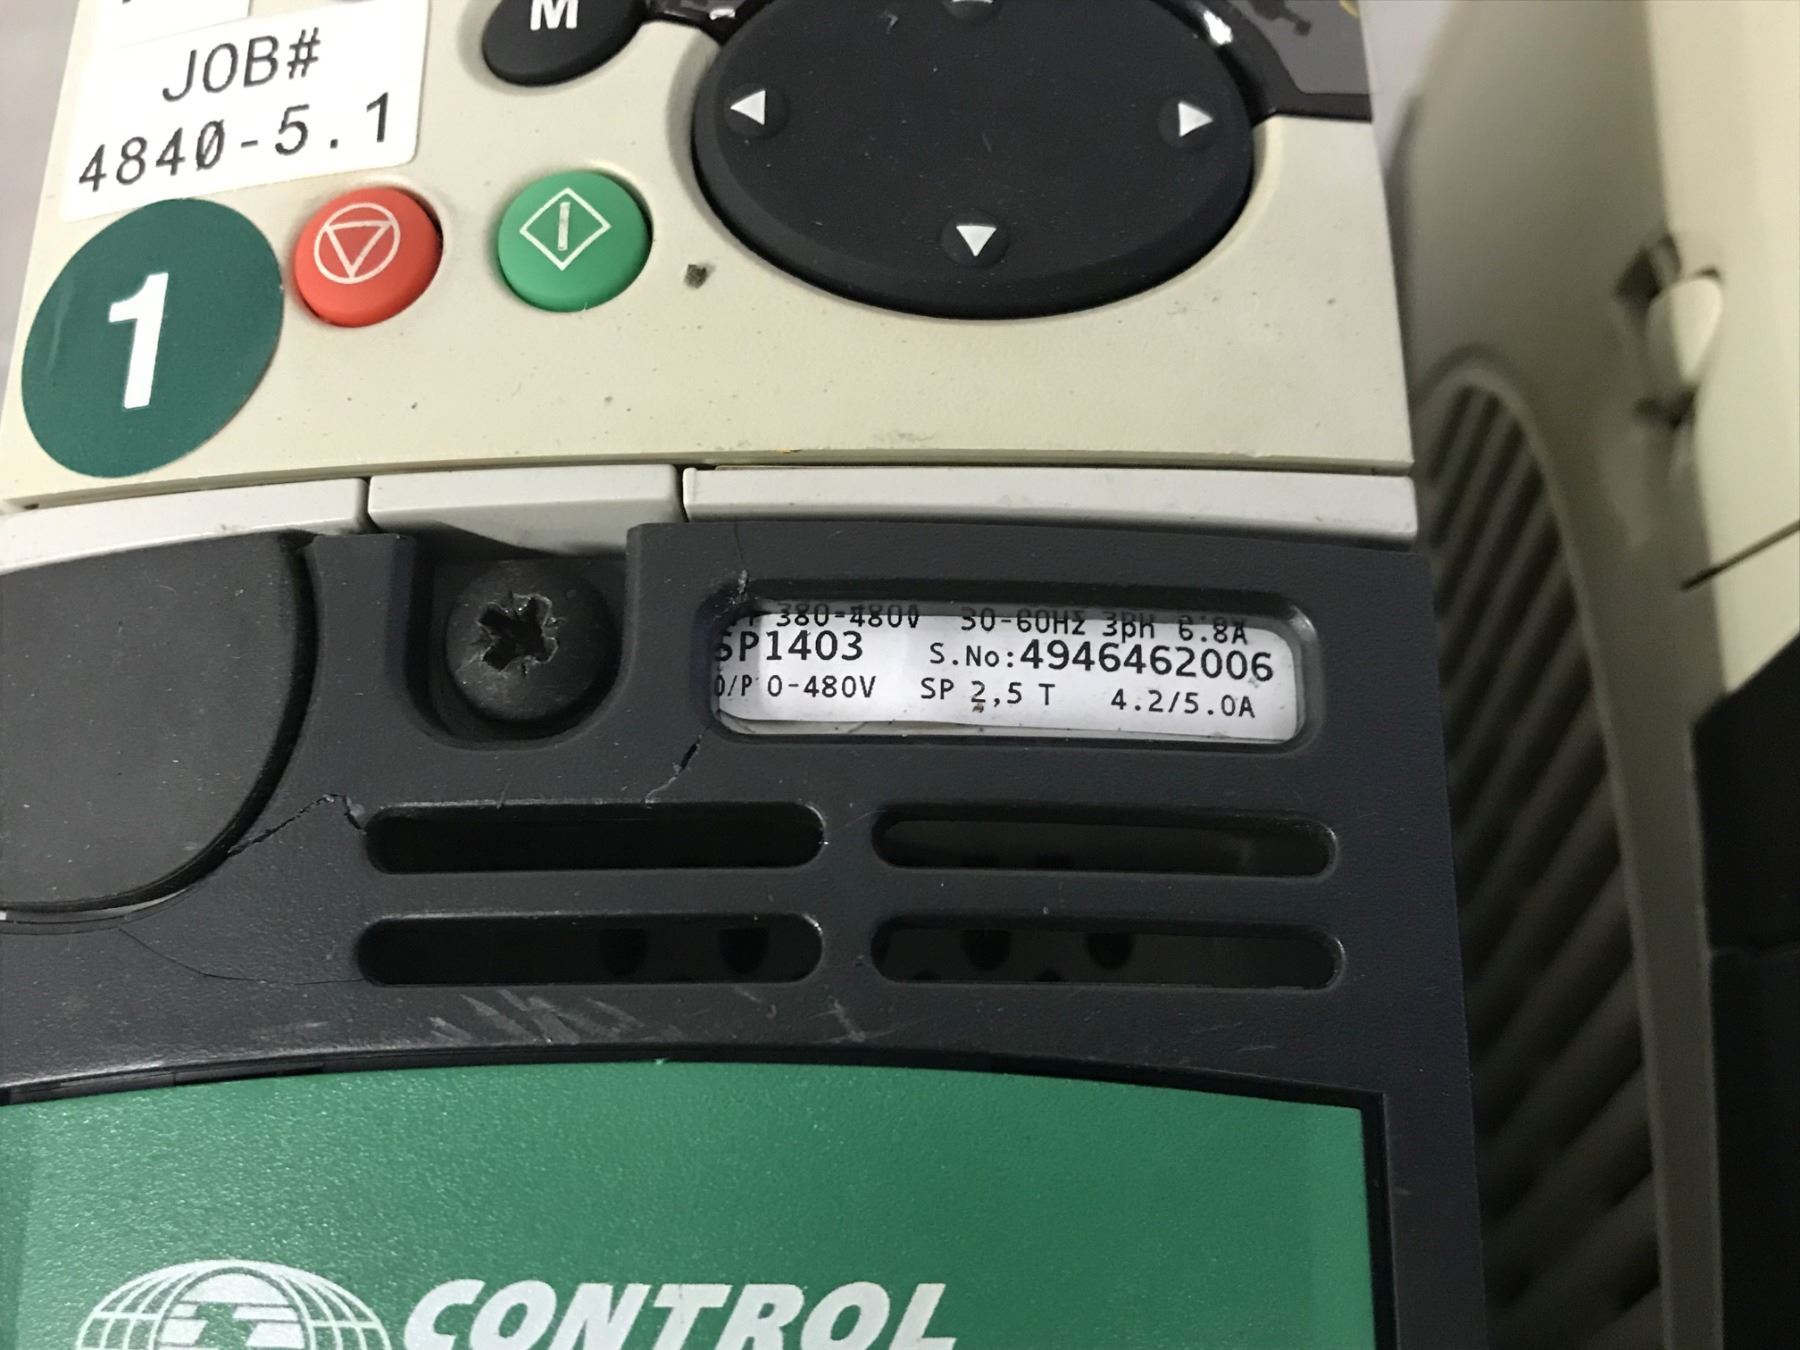 JOB#
4840-5.1
M
1
380-480V 50-60Hz 3ph 6.8A
SP1403 S.No:4946462006
O/P 0-480V SP 2,5 T 4.2/5.0A
CONTROL